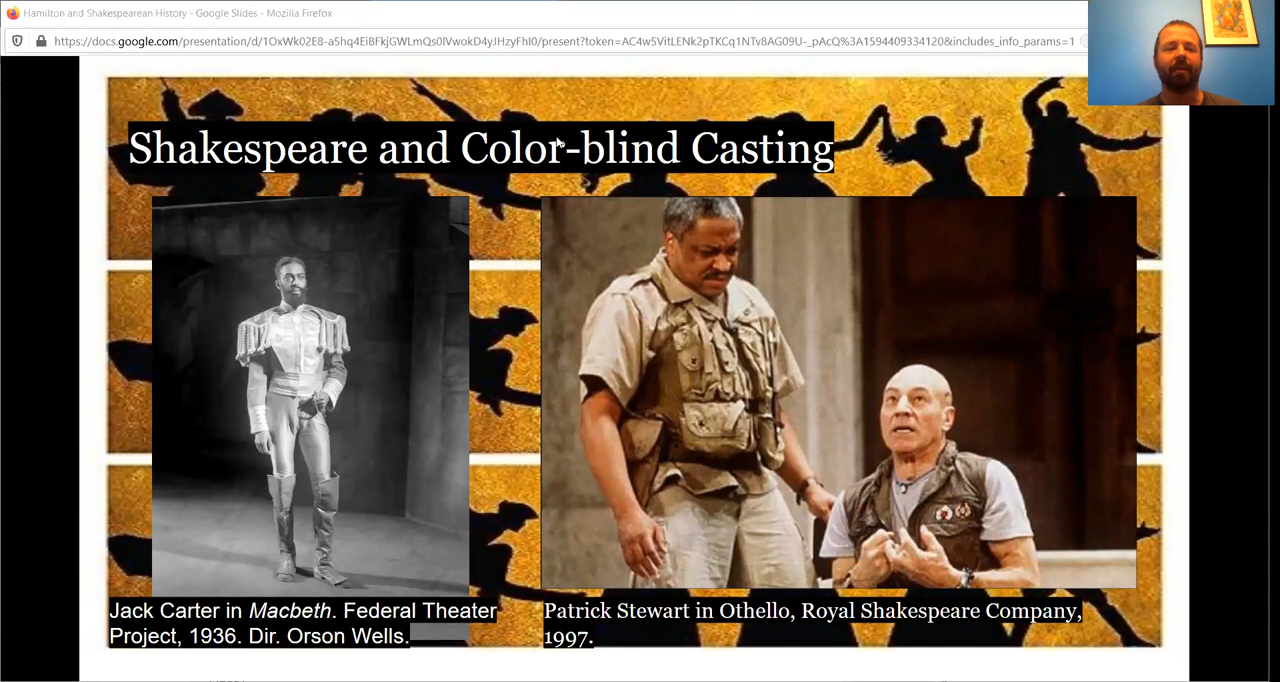 Hamilton and Shakespearean History - Google Slides - Mozilla Firefox
https://docs.google.com/presentation/d/1OxWk02E8-a5hq4EiBFkjGWLmQs0lVwokD4yJHzyFhI0/present?token=AC4w5VitLENk2pTKCq1NTv8AG09U-_pAcQ%3A1594409334120&includes_info_params=1
Shakespeare and Color-blind Casting
Jack Carter in Macbeth. Federal Theater
Project, 1936. Dir. Orson Wells.
Patrick Stewart in Othello, Royal Shakespeare Company,
1997.